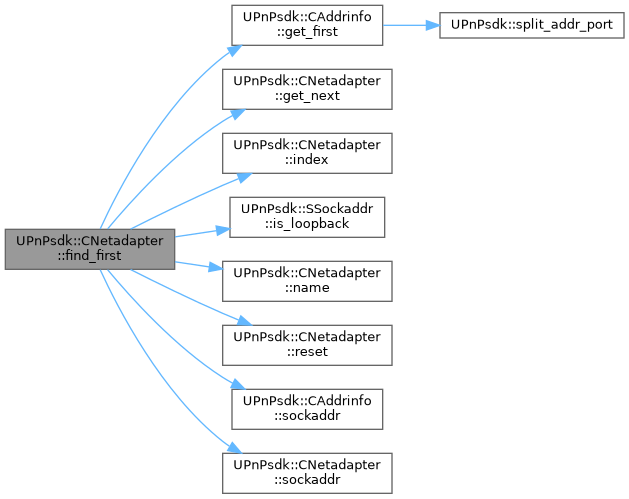 UPnPsdk::CAddrinfo
::get_first
UPnPsdk::split_addr_port
UPnPsdk::CNetadapter
::get_next
UPnPsdk::CNetadapter
::index
UPnPsdk::SSockaddr
::is_loopback
UPnPsdk::CNetadapter
::find_first
UPnPsdk::CNetadapter
::name
UPnPsdk::CNetadapter
::reset
UPnPsdk::CAddrinfo
::sockaddr
UPnPsdk::CNetadapter
::sockaddr